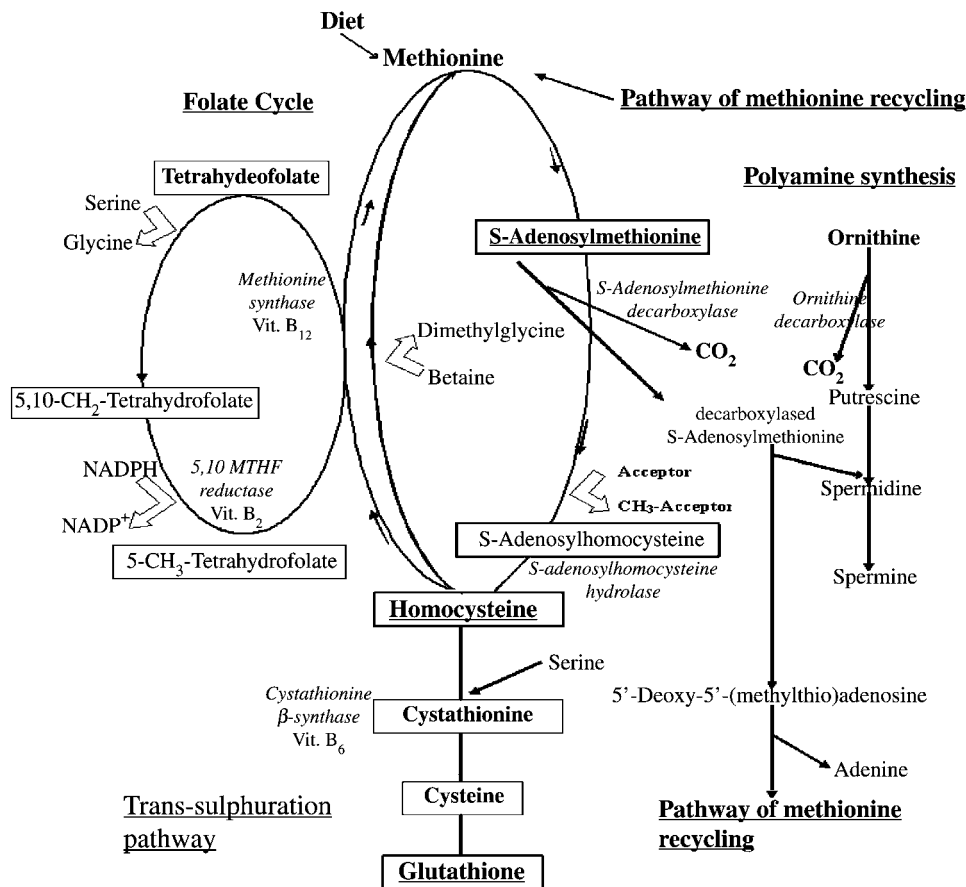 Diet
Methionine
Folate Cycle
Pathway of methionine recycling
Tetrahydeofolate
Polyamine synthesis
Serine
Glycine
S-Adenosylmethionine
Ornithine
Methionine
synthase
Vit. B12
S-Adenosylmethionine
decarboxylase
Ornithine
decarboxylase
Dimethylglycine
Betaine
CO2
CO2
Putrescine
5,10-CH2-Tetrahydrofolate
decarboxylased
S-Adenosylmethionine
NADPH
NADP+
5,10 MTHF
reductase
Vit. B2
Acceptor
CH3-Acceptor
Spermidine
5-CH3-Tetrahydrofolate
S-Adenosylhomocysteine
S-adenosylhomocysteine
hydrolase
Spermine
Homocysteine
Serine
Cystathionine
β-synthase
Vit. B6
Cystathionine
5’-Deoxy-5’-(methylthio)adenosine
Adenine
Cysteine
Trans-sulphuration
pathway
Pathway of methionine
recycling
Glutathione